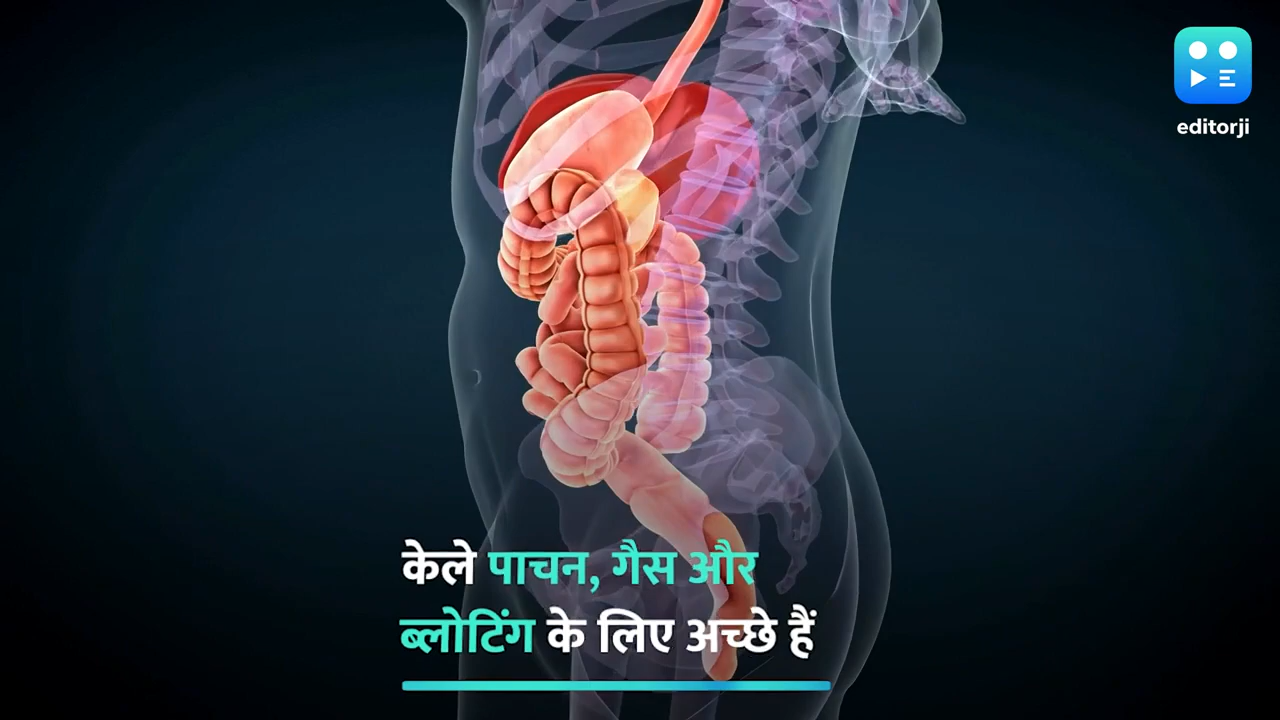 editorji
केले पाचन, गैस और
ब्लोटिंग के लिए अच्छे हैं